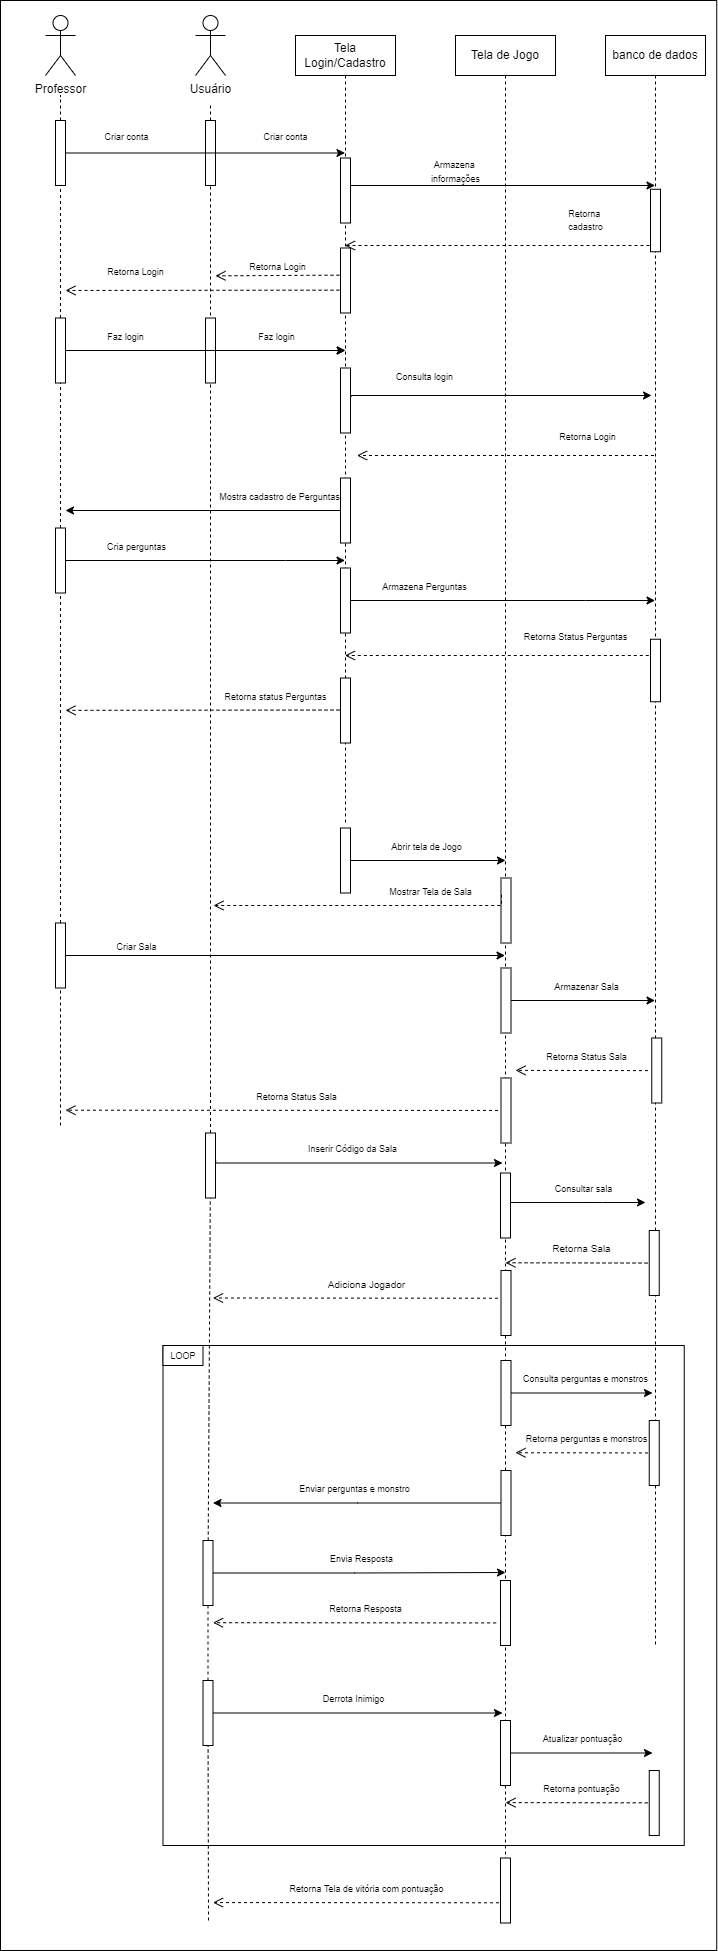 Professor
Usuário
Tela
Login/Cadastro
Tela de Jogo
banco de dados
Criar conta
Criar conta
Armazena
informações
Retorna
cadastro
Retorna Login
Retorna Login
Faz login
Faz login
Consulta login
Retorna Login
Mostra cadastro de Perguntas
Cria perguntas
Armazena Perguntas
Retorna Status Perguntas
Retorna status Perguntas
Abrir tela de Jogo
Mostrar Tela de Sala
Criar Sala
Armazenar Sala
Retorna Status Sala
Retorna Status Sala
Inserir Código da Sala
Consultar sala
Retorna Sala
Adiciona Jogador
LOOP
Consulta perguntas e monstros
Retorna perguntas e monstros
Enviar perguntas e monstro
Envia Resposta
Retorna Resposta
Derrota Inimigo
Atualizar pontuação
Retorna pontuação
Retorna Tela de vitória com pontuação